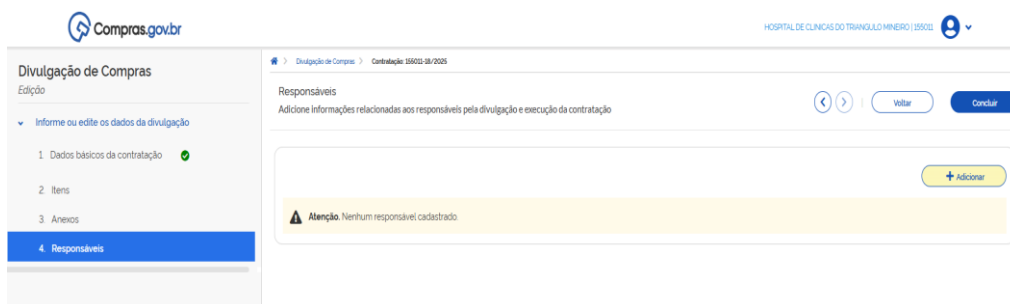 Compras.gov.br
HOSPITAL DE CLINICAS DO TRIANGULO MINEIRO | 155011
Divulgação de Compras
Edição
Informe ou edite os dados da divulgação
1. Dados básicos da contratação
2. Itens
3. Anexos
4. Responsáveis
> Divulgação de Compras > Contratação: 155011-18/2025
Responsáveis
Adicione informações relacionadas aos responsáveis pela divulgação e execução da contratação
Voltar
Concluir
+ Adicionar
Atenção. Nenhum responsável cadastrado